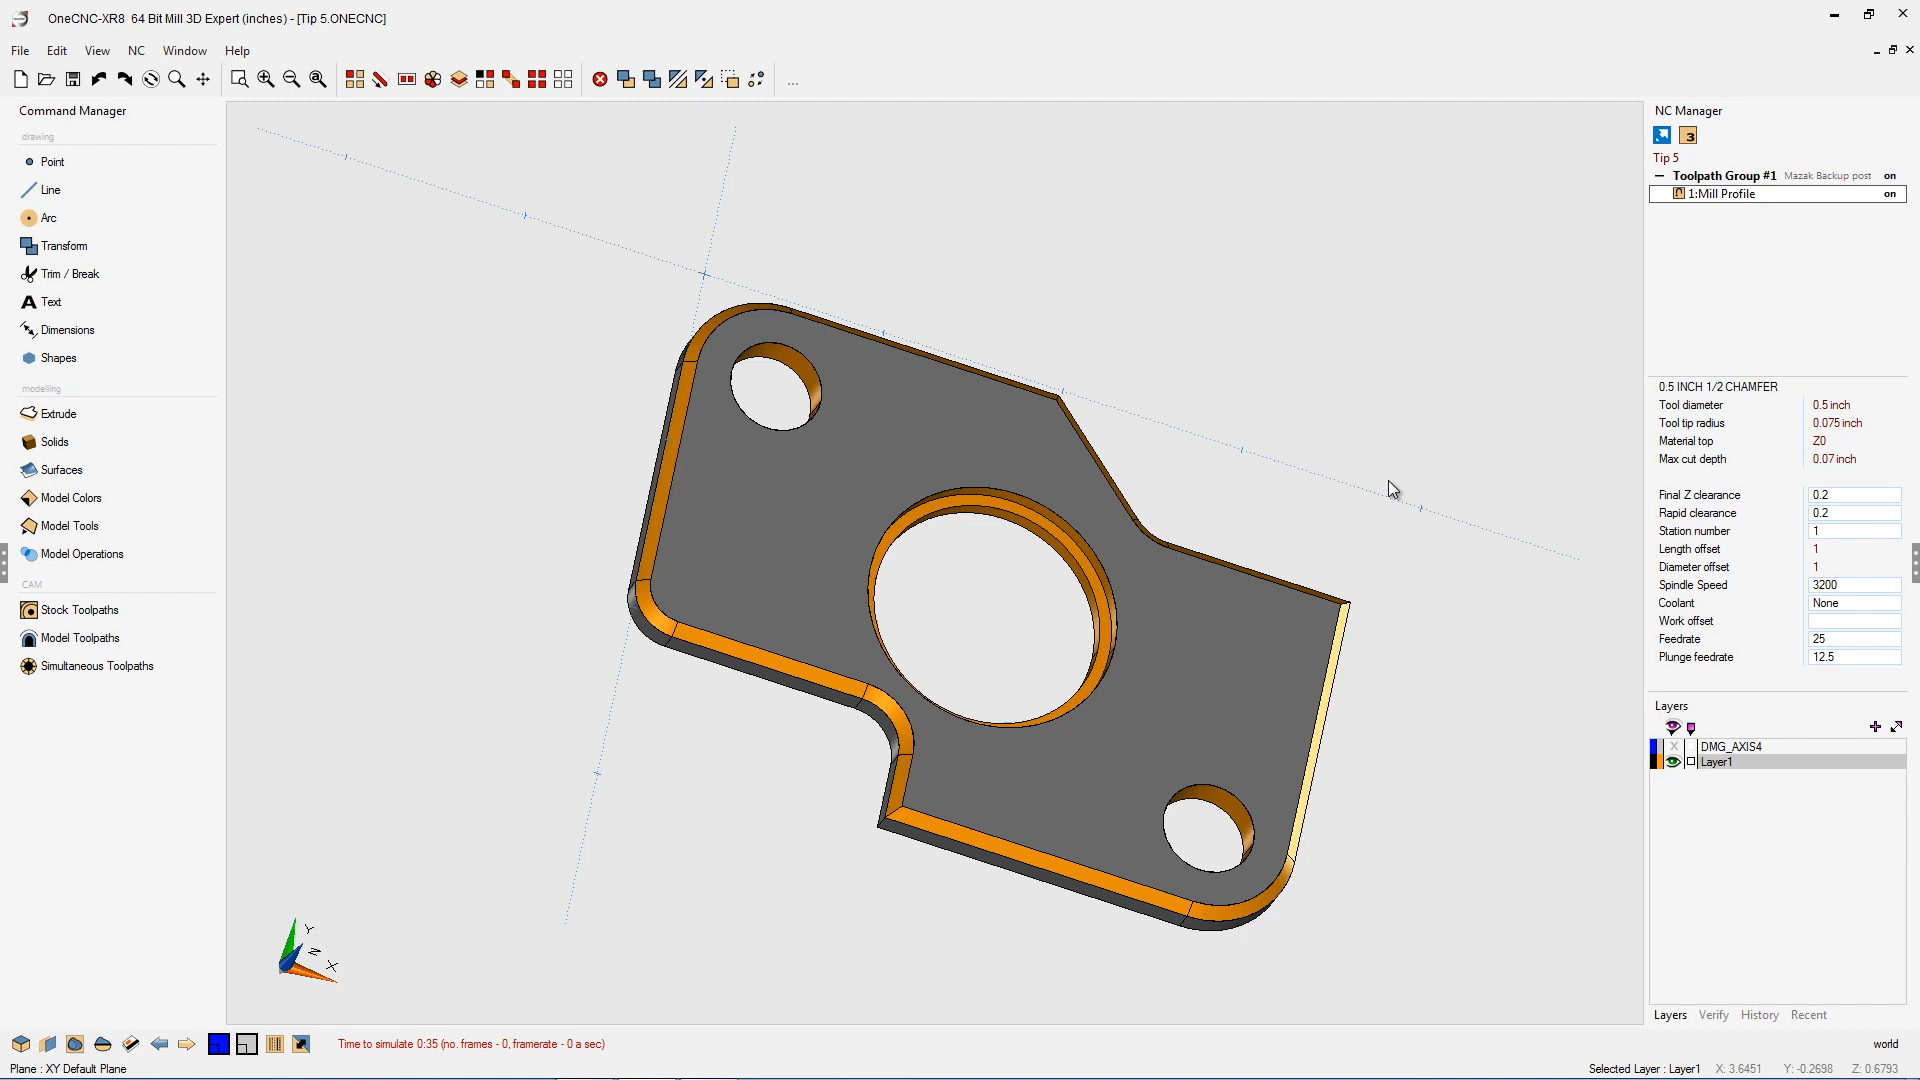 OneCNC-XR8 64 Bit Mill 3D Expert (inches) - [Tip 5.ONECNC]
File Edit View NC Window Help
Command Manager
drawing
Point
Line
Arc
Transform
Trim / Break
A Text
Dimensions
Shapes
modelling
Extrude
Solids
Surfaces
Model Colors
Model Tools
Model Operations
CAM
Stock Toolpaths
Model Toolpaths
Simultaneous Toolpaths
Y
Z
X
NC Manager
3
Tip 5
Toolpath Group #1 Mazak Backup post on
1:Mill Profile on
0.5 INCH 1/2 CHAMFER
Tool diameter 0.5 inch
Tool tip radius 0.075 inch
Material top Z0
Max cut depth 0.07 inch
Final Z clearance 0.2
Rapid clearance 0.2
Station number 1
Length offset 1
Diameter offset 1
Spindle Speed 3200
Coolant None
Work offset
Feedrate 25
Plunge feedrate 12.5
Layers
X DMG_AXIS4
Layer1
Layers Verify History Recent
Time to simulate 0:35 (no. frames - 0, framerate - 0 a sec)
world
Plane : XY Default Plane
Selected Layer : Layer1 X: 3.6451 Y: -0.2698 Z: 0.6793